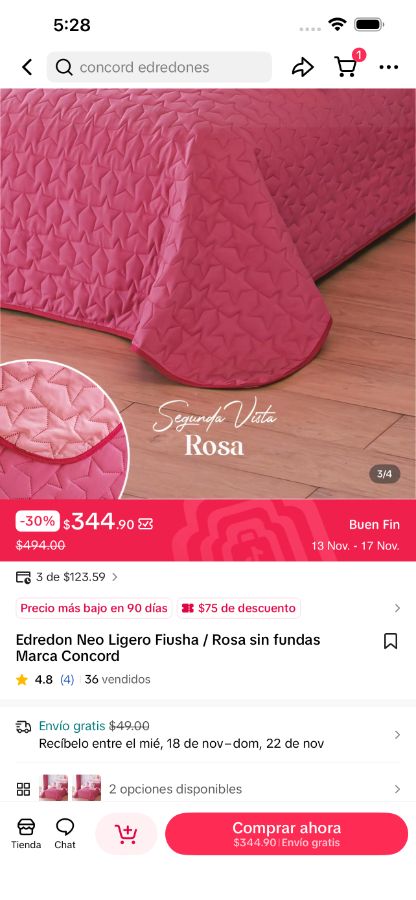 5:28
concord edredones
1
Segunda Vista
Rosa
3/4
-30% $344.90
Buen Fin
$494.00
13 Nov. - 17 Nov.
3 de $123.59
Precio más bajo en 90 días
$75 de descuento
Edredon Neo Ligero Fiusha / Rosa sin fundas
Marca Concord
4.8 (4) 36 vendidos
Envío gratis $49.00
Recíbelo entre el mié, 18 de nov–dom, 22 de nov
2 opciones disponibles
Tienda
Chat
Comprar ahora
$344.90 | Envío gratis